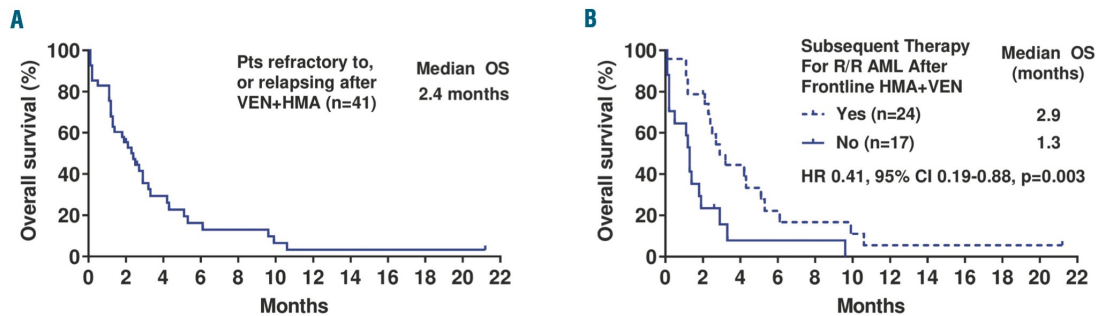 A
100
80
60
40
20
0
Overall survival (%)
Pts refractory to,
or relapsing after
VEN+HMA (n=41)
Median OS
2.4 months
0 2 4 6 8 10 12 14 16 18 20 22
Months
B
100
80
60
40
20
0
Overall survival (%)
Subsequent Therapy
For R/R AML After
Frontline HMA+VEN
Median OS
(months)
Yes (n=24) 2.9
No (n=17) 1.3
HR 0.41, 95% CI 0.19-0.88, p=0.003
0 2 4 6 8 10 12 14 16 18 20 22
Months